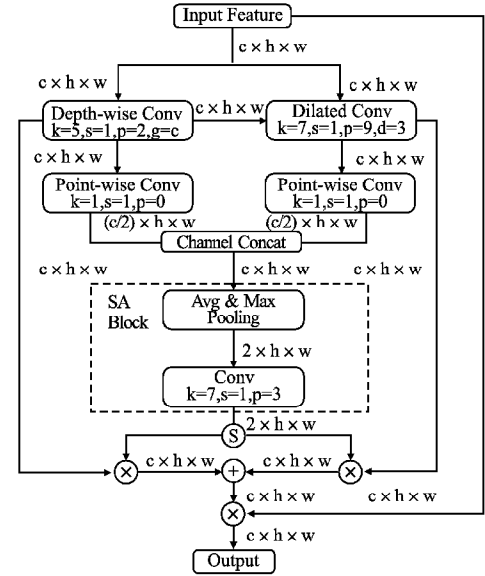 Input Feature
c × h × w
c × h × w
c × h × w
Depth-wise Conv
k=5,s=1,p=2,g=c
c × h × w
Dilated Conv
k=7,s=1,p=9,d=3
c × h × w
c × h × w
Point-wise Conv
k=1,s=1,p=0
Point-wise Conv
k=1,s=1,p=0
(c/2) × h × w
(c/2) × h × w
Channel Concat
c × h × w
c × h × w
c × h × w
SA
Block
Avg & Max
Pooling
2 × h × w
Conv
k=7,s=1,p=3
S
2 × h × w
×
c × h × w
+
c × h × w
×
c × h × w
c × h × w
×
c × h × w
Output